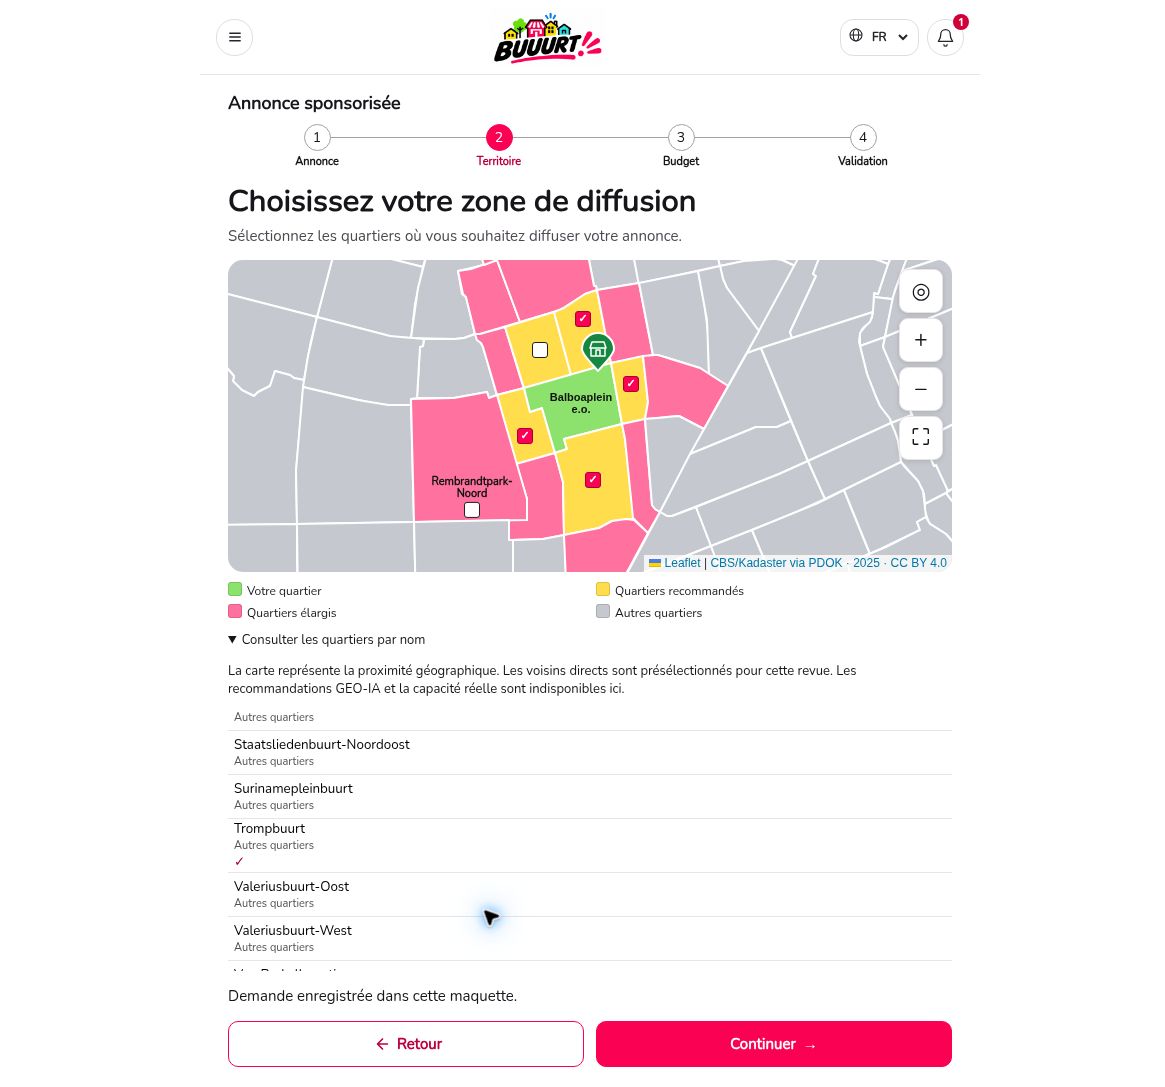 BUUURT!
FR
1
Annonce sponsorisée
1
2
3
4
Annonce
Territoire
Budget
Validation
Choisissez votre zone de diffusion
Sélectionnez les quartiers où vous souhaitez diffuser votre annonce.
Balboaplein
e.o.
Rembrandtpark-
Noord
Leaflet | CBS/Kadaster via PDOK · 2025 · CC BY 4.0
Votre quartier
Quartiers recommandés
Quartiers élargis
Autres quartiers
▼ Consulter les quartiers par nom
La carte représente la proximité géographique. Les voisins directs sont présélectionnés pour cette revue. Les
recommandations GEO-IA et la capacité réelle sont indisponibles ici.
Autres quartiers
Staatsliedenbuurt-Noordoost
Autres quartiers
Surinamepleinbuurt
Autres quartiers
Trompbuurt
Autres quartiers
✓
Valeriusbuurt-Oost
Autres quartiers
Valeriusbuurt-West
Autres quartiers
Demande enregistrée dans cette maquette.
← Retour
Continuer →